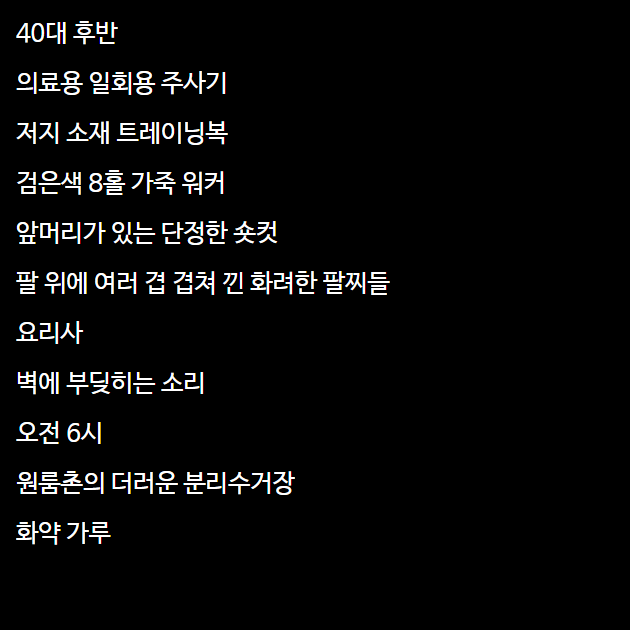 40대 후반
의료용 일회용 주사기
저지 소재 트레이닝복
검은색 8홀 가죽 워커
앞머리가 있는 단정한 숏컷
팔 위에 여러 겹 겹쳐 낀 화려한 팔찌들
요리사
벽에 부딪히는 소리
오전 6시
원룸촌의 더러운 분리수거장
화약 가루